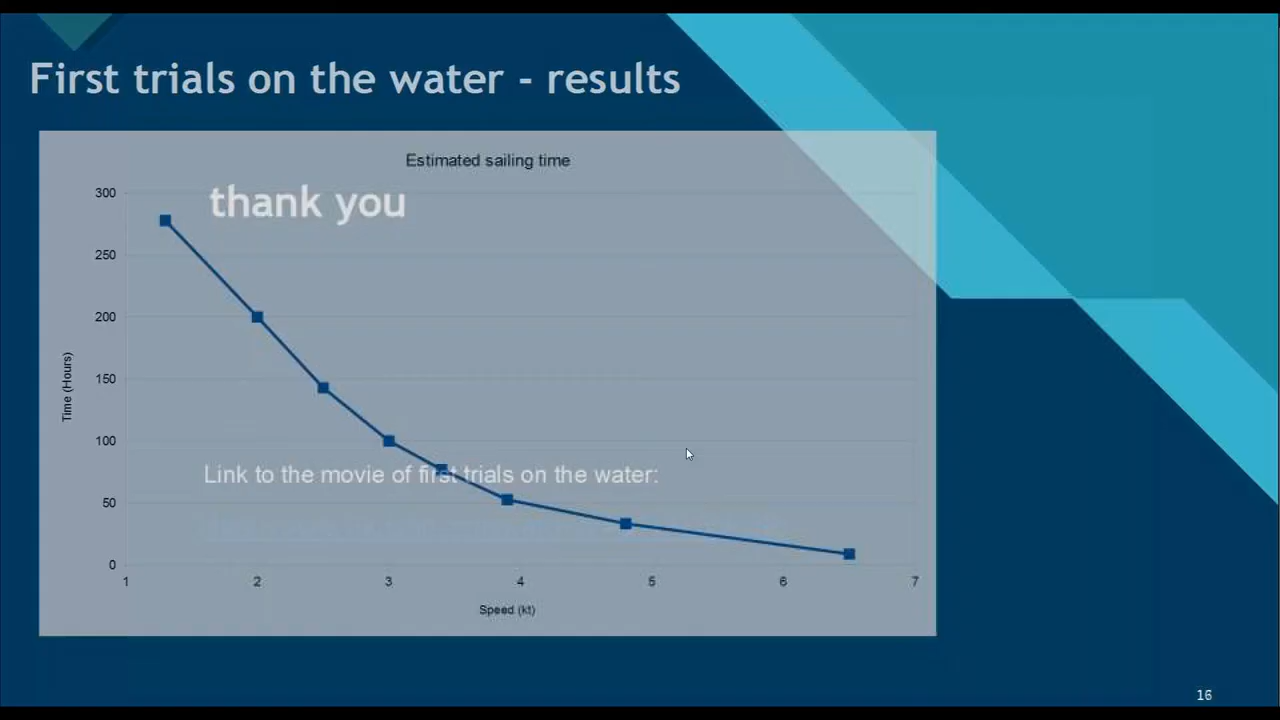 First trials on the water - results
Estimated sailing time
thank you
300
250
200
150
100
50
0
Time (Hours)
Link to the movie of first trials on the water:
1 2 3 4 5 6 7
Speed (kt)
16